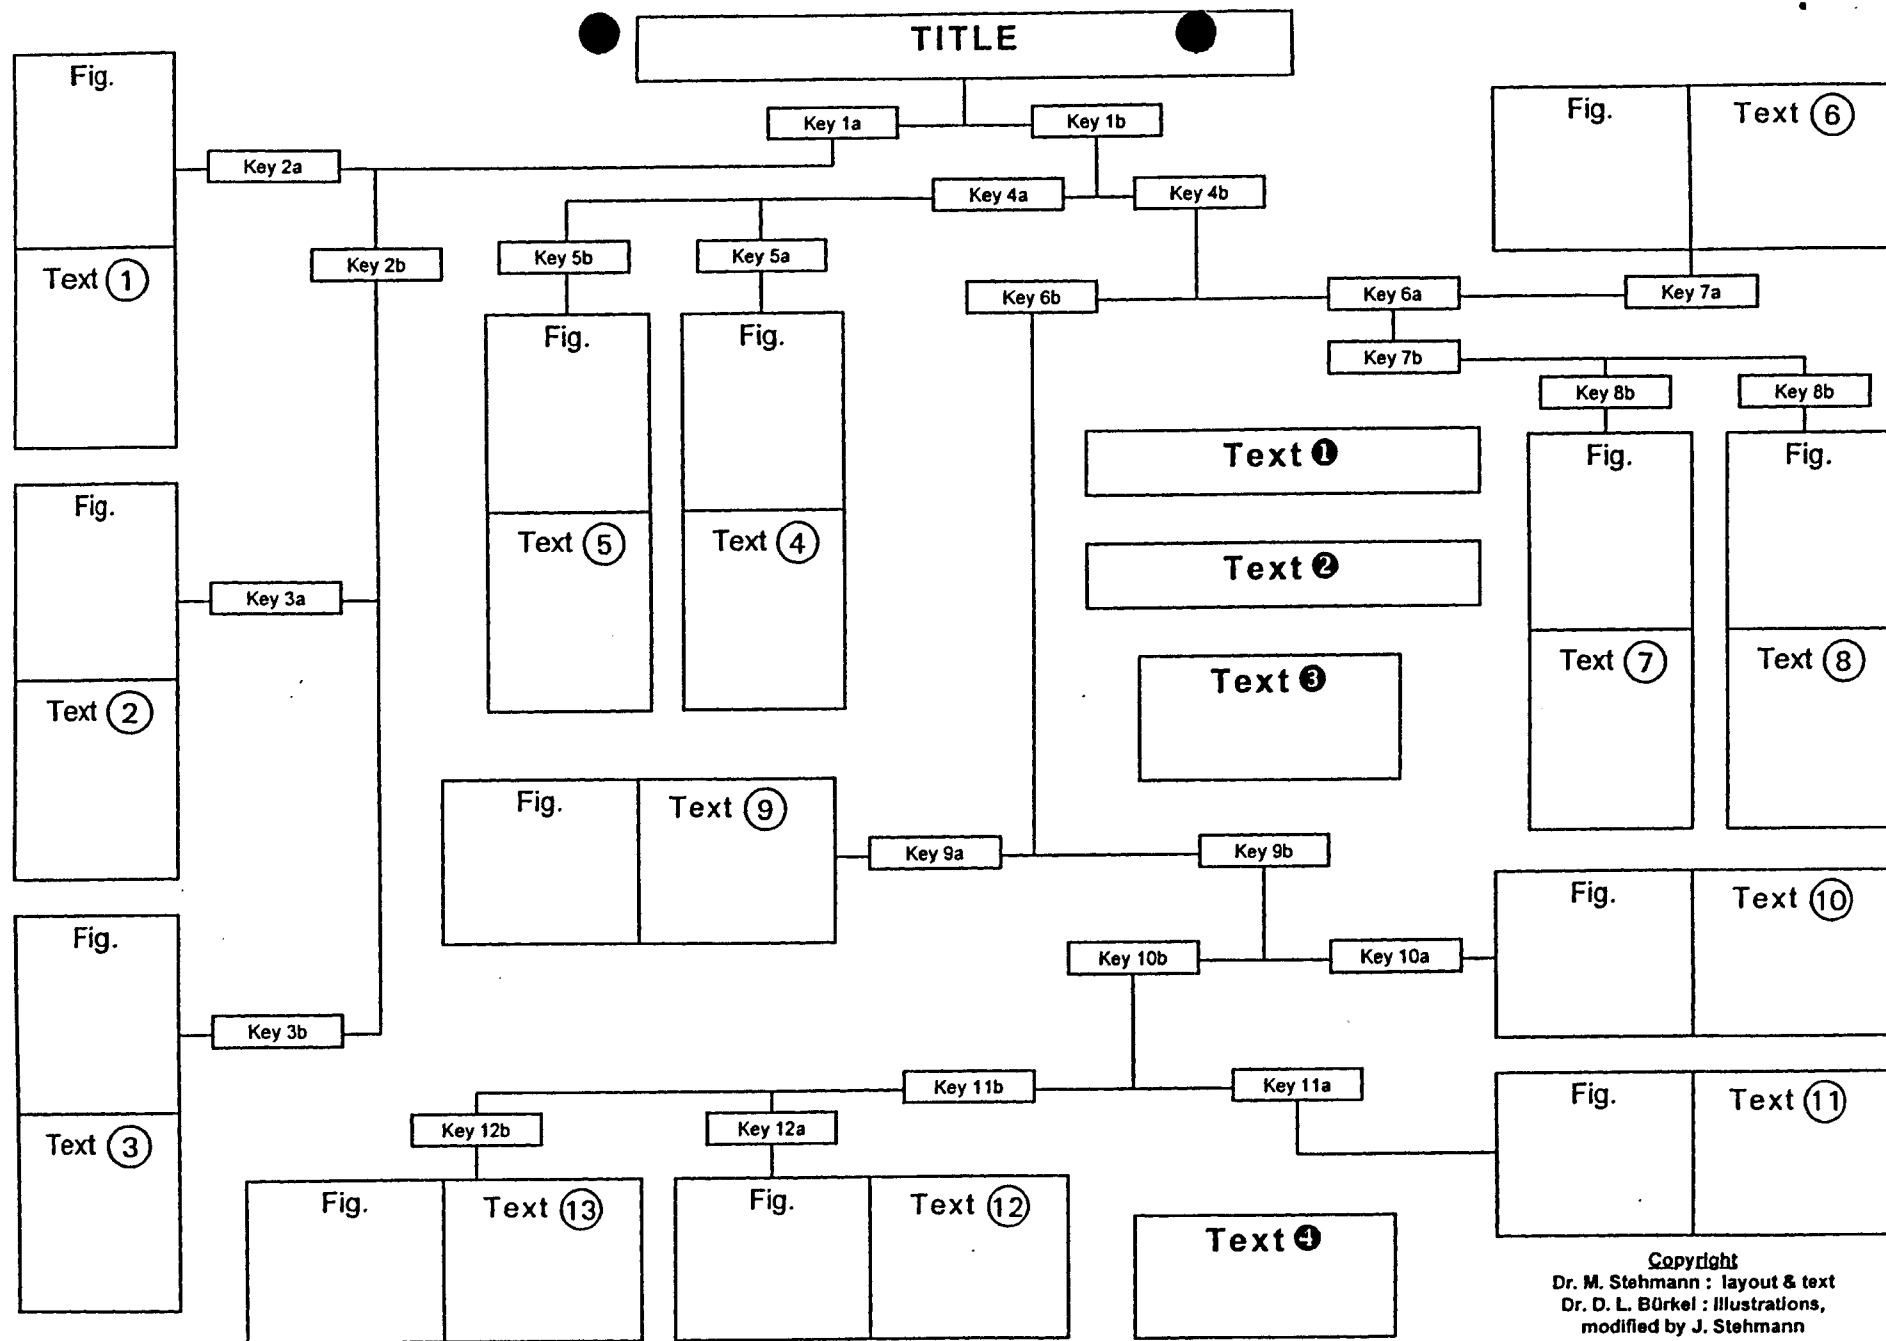 TITLE
Fig.
Text ①
Key 1a
Key 1b
Fig.
Text ⑥
Key 2a
Key 4a
Key 4b
Key 2b
Key 5b
Key 5a
Key 6b
Key 6a
Key 7a
Key 7b
Key 8b
Key 8b
Fig.
Text ⑤
Fig.
Text ④
Text ❶
Text ❷
Text ❸
Fig.
Text ⑦
Fig.
Text ⑧
Fig.
Text ②
Key 3a
Fig.
Text ⑨
Key 9a
Key 9b
Fig.
Text ⑩
Key 10b
Key 10a
Fig.
Text ③
Key 3b
Key 11b
Key 11a
Fig.
Text ⑪
Key 12b
Key 12a
Fig.
Text ⑬
Fig.
Text ⑫
Text ❹
Copyright
Dr. M. Stehmann : layout & text
Dr. D. L. Bürkel : Illustrations,
modified by J. Stehmann